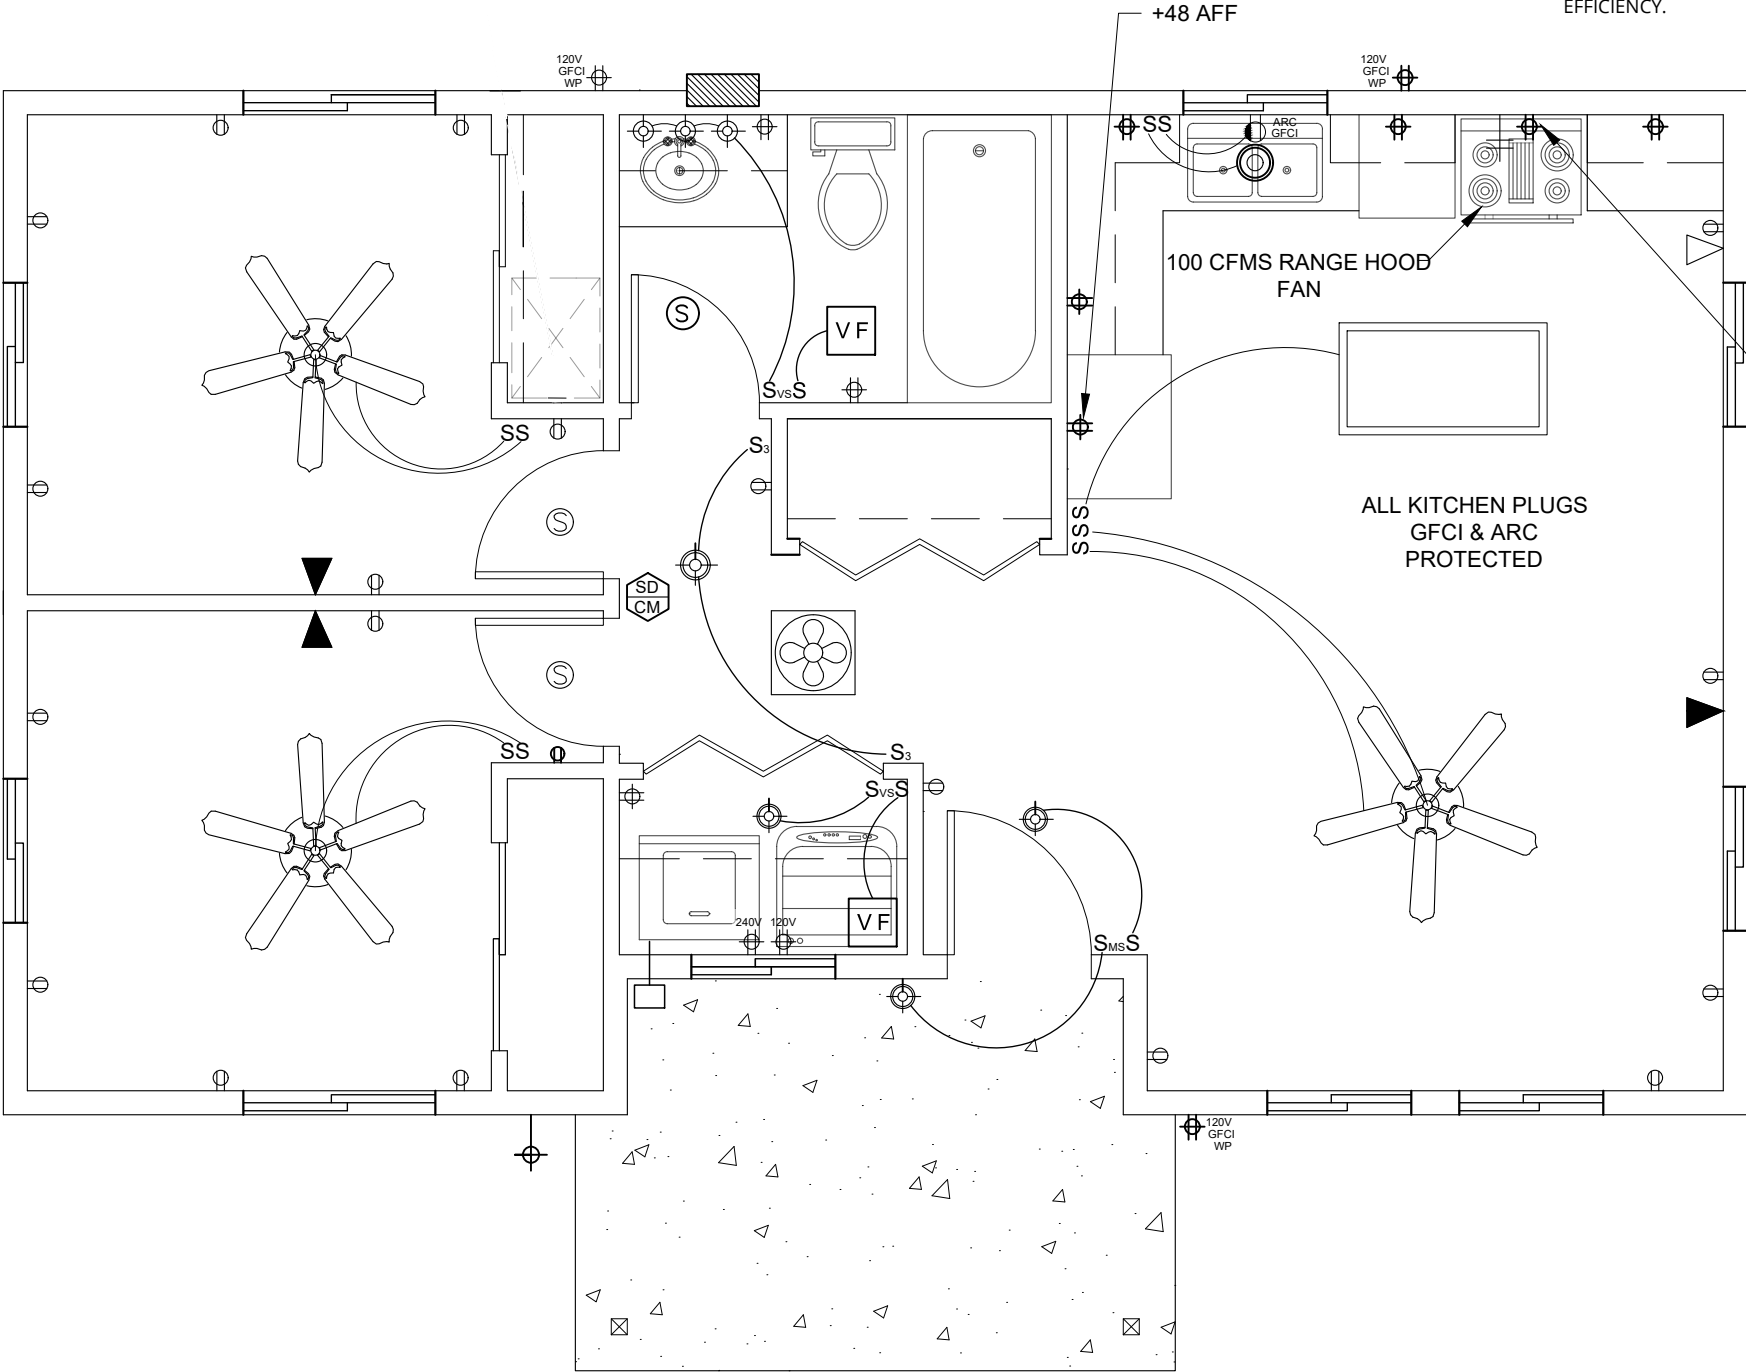 EFFICIENCY.
+48 AFF
120V
GFCI
WP
120V
GFCI
WP
SS
ARC
GFCI
100 CFMS RANGE HOOD
FAN
S
VF
SVSS
SS
S3
S
S
S
S
ALL KITCHEN PLUGS
GFCI & ARC
PROTECTED
SD
CM
S
SS
S3
SVSS
240V 120V
VF
SMSS
120V
GFCI
WP